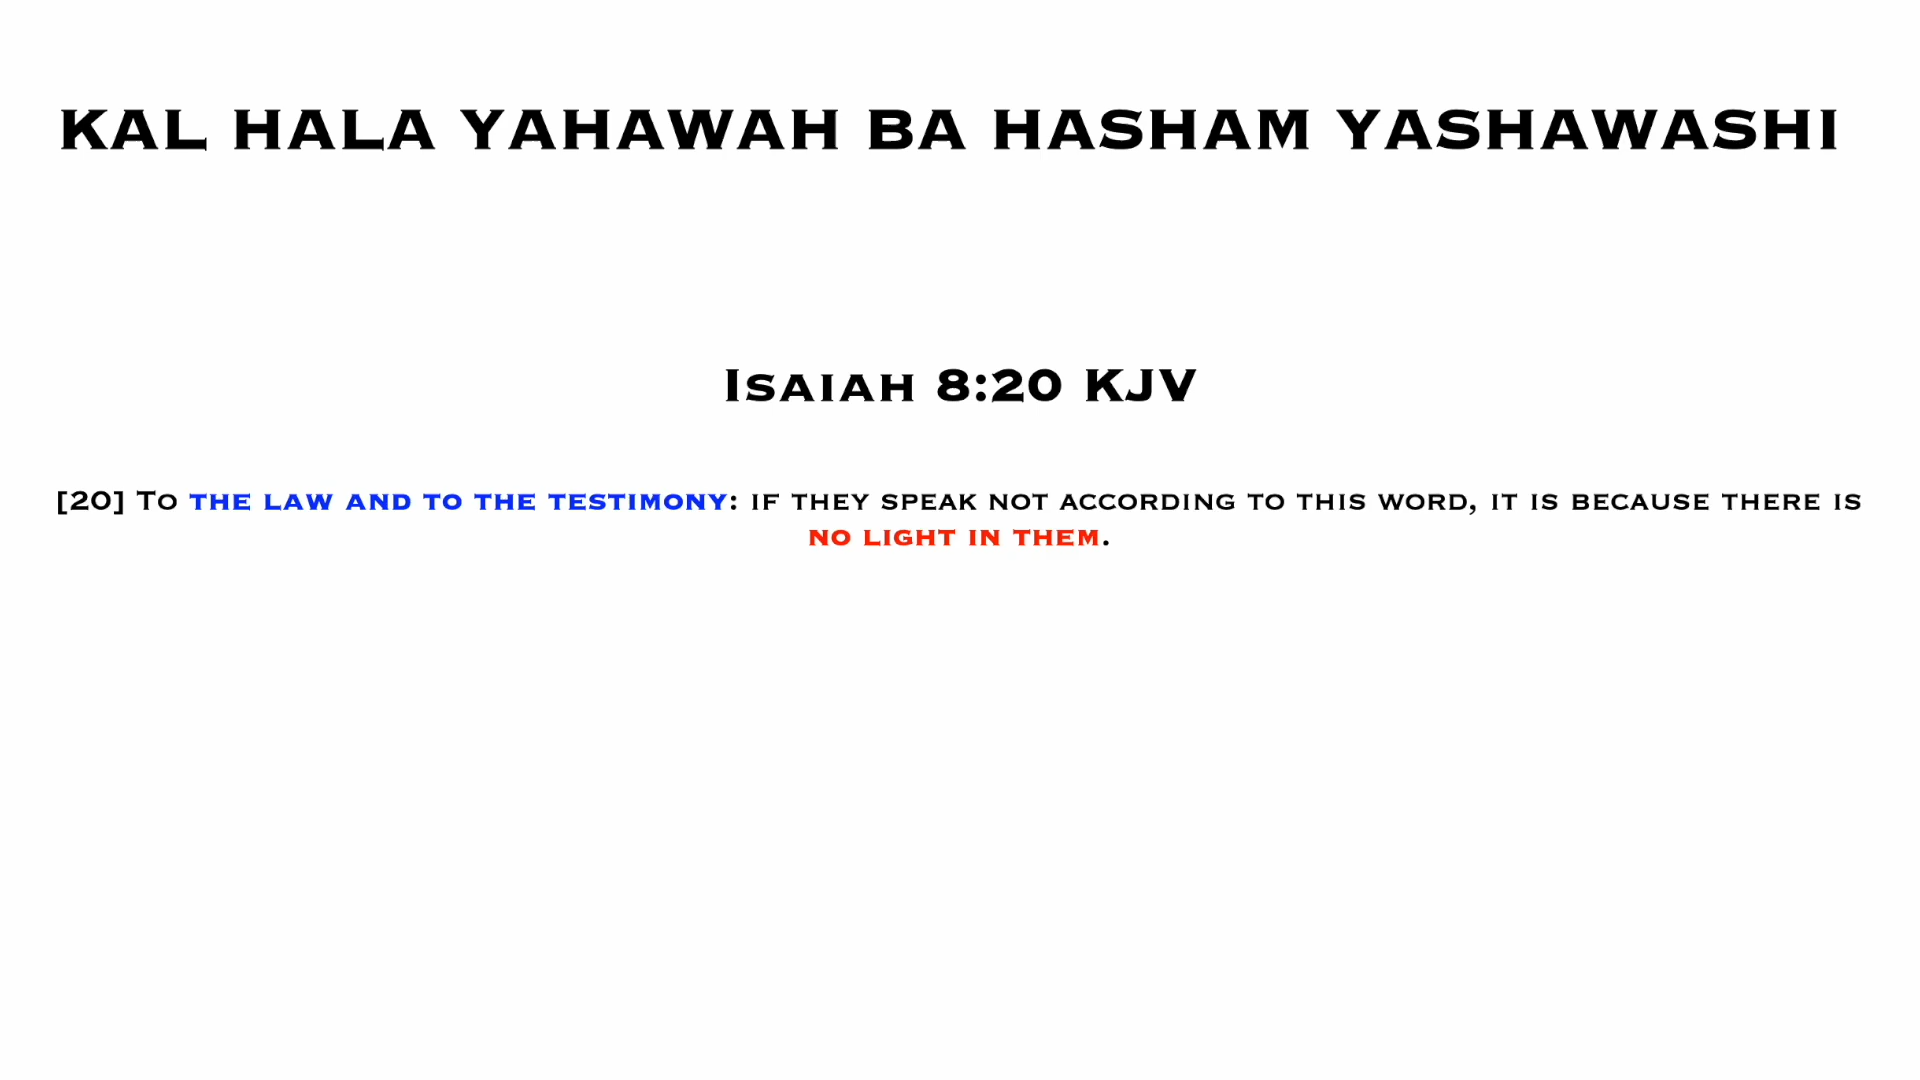 KAL HALA YAHAWAH BA HASHAM YASHAWASHI
Isaiah 8:20 KJV
[20] To the law and to the testimony: if they speak not according to this word, it is because there is
no light in them.